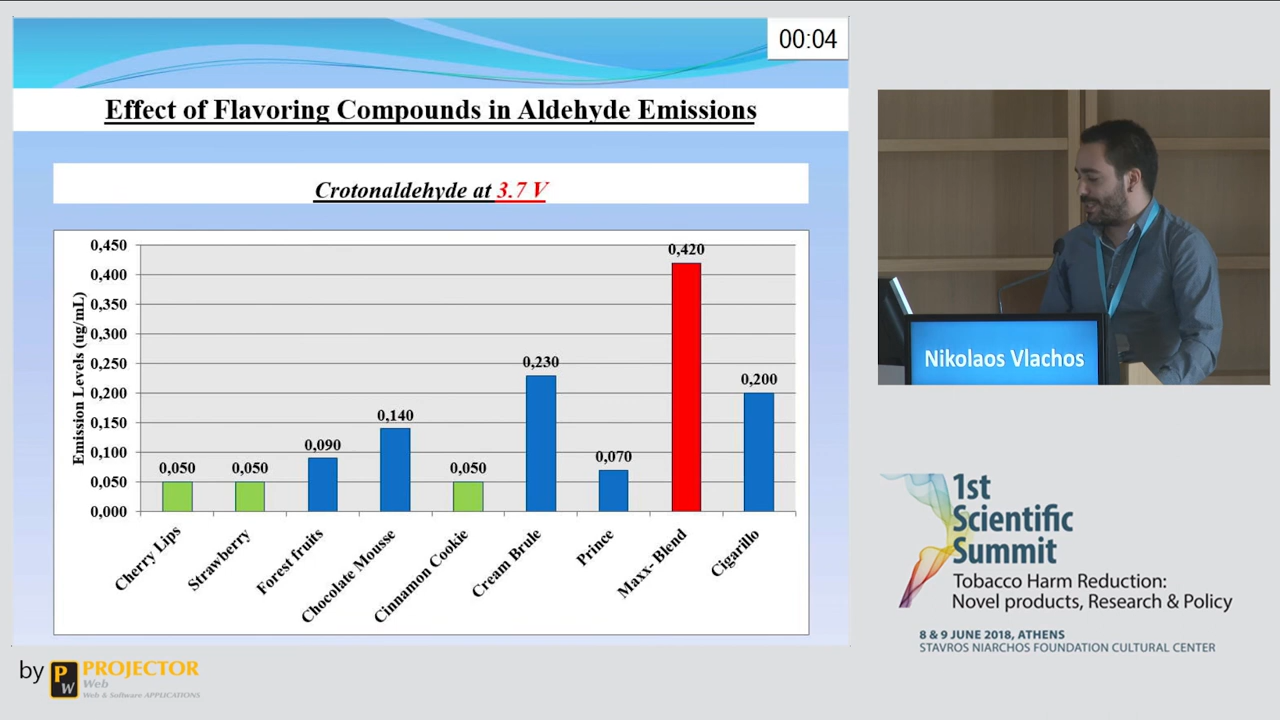 00:04
Effect of Flavoring Compounds in Aldehyde Emissions
Crotonaldehyde at 3.7 V
Emission Levels (ug/mL)
0,450
0,400
0,350
0,300
0,250
0,200
0,150
0,100
0,050
0,000
0,050
0,050
0,090
0,140
0,050
0,230
0,070
0,420
0,200
Cherry Lips
Strawberry
Forest fruits
Chocolate Mousse
Cinnamon Cookie
Cream Brule
Prince
Maxx- Blend
Cigarillo
Nikolaos Vlachos
1st
Scientific
Summit
Tobacco Harm Reduction:
Novel products, Research & Policy
8 & 9 JUNE 2018, ATHENS
STAVROS NIARCHOS FOUNDATION CULTURAL CENTER
by PW PROJECTOR
Web
Web & Software APPLICATIONS